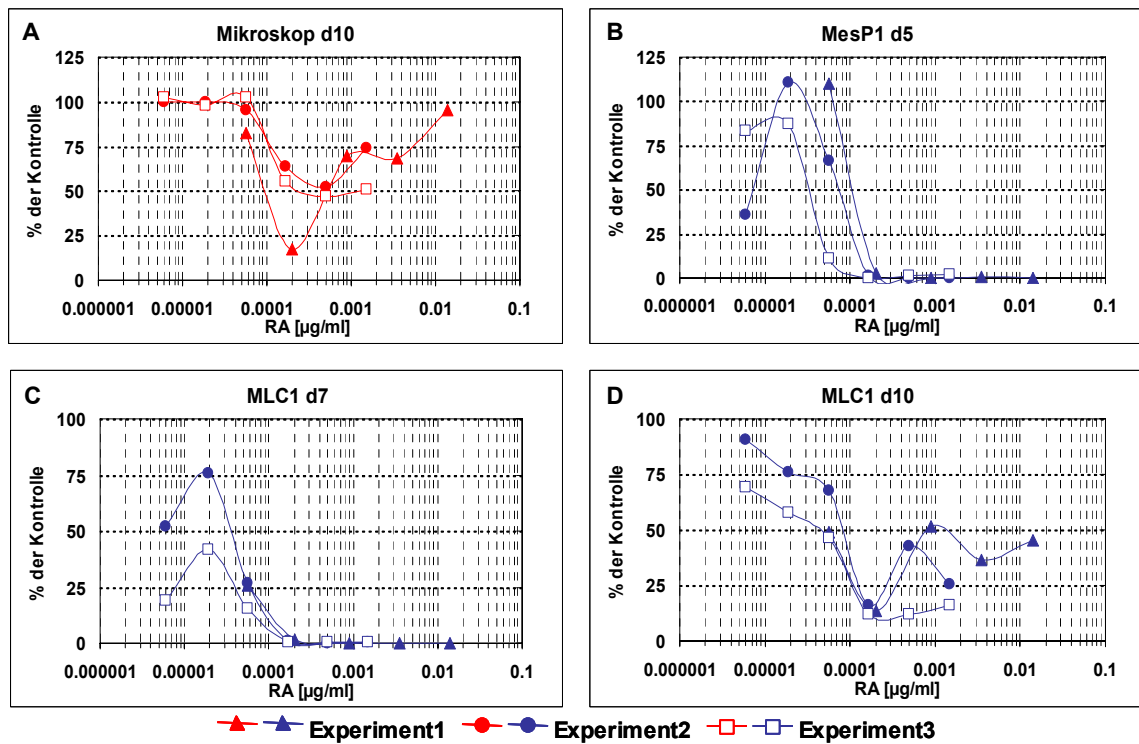 A
Mikroskop d10
% der Kontrolle
125
100
75
50
25
0
0.000001 0.00001 0.0001 0.001 0.01 0.1
RA [µg/ml]
B
MesP1 d5
% der Kontrolle
125
100
75
50
25
0
0.000001 0.00001 0.0001 0.001 0.01 0.1
RA [µg/ml]
C
MLC1 d7
% der Kontrolle
100
75
50
25
0
0.000001 0.00001 0.0001 0.001 0.01 0.1
RA [µg/ml]
D
MLC1 d10
% der Kontrolle
100
75
50
25
0
0.000001 0.00001 0.0001 0.001 0.01 0.1
RA [µg/ml]
Experiment1 Experiment2 Experiment3